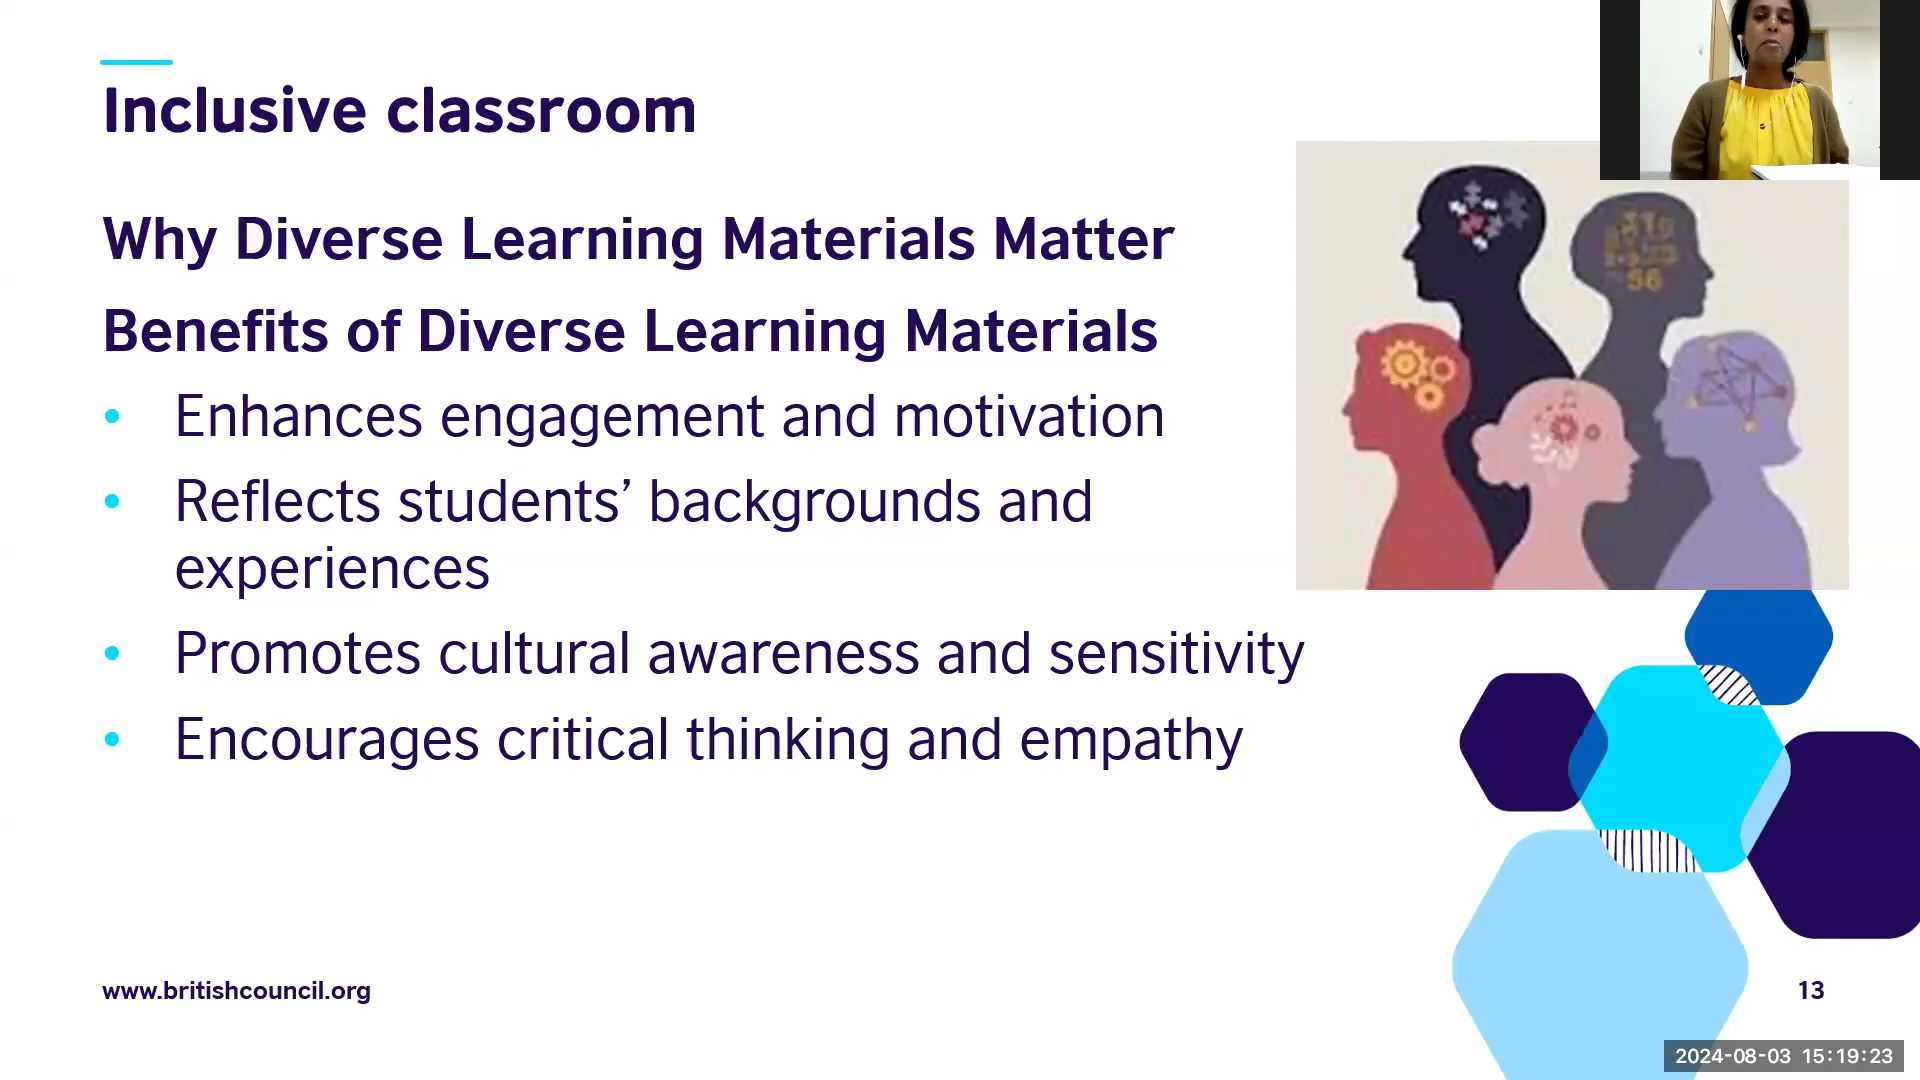 Inclusive classroom
Why Diverse Learning Materials Matter
Benefits of Diverse Learning Materials
• Enhances engagement and motivation
• Reflects students’ backgrounds and
experiences
• Promotes cultural awareness and sensitivity
• Encourages critical thinking and empathy
www.britishcouncil.org
13
2024-08-03 15:19:23